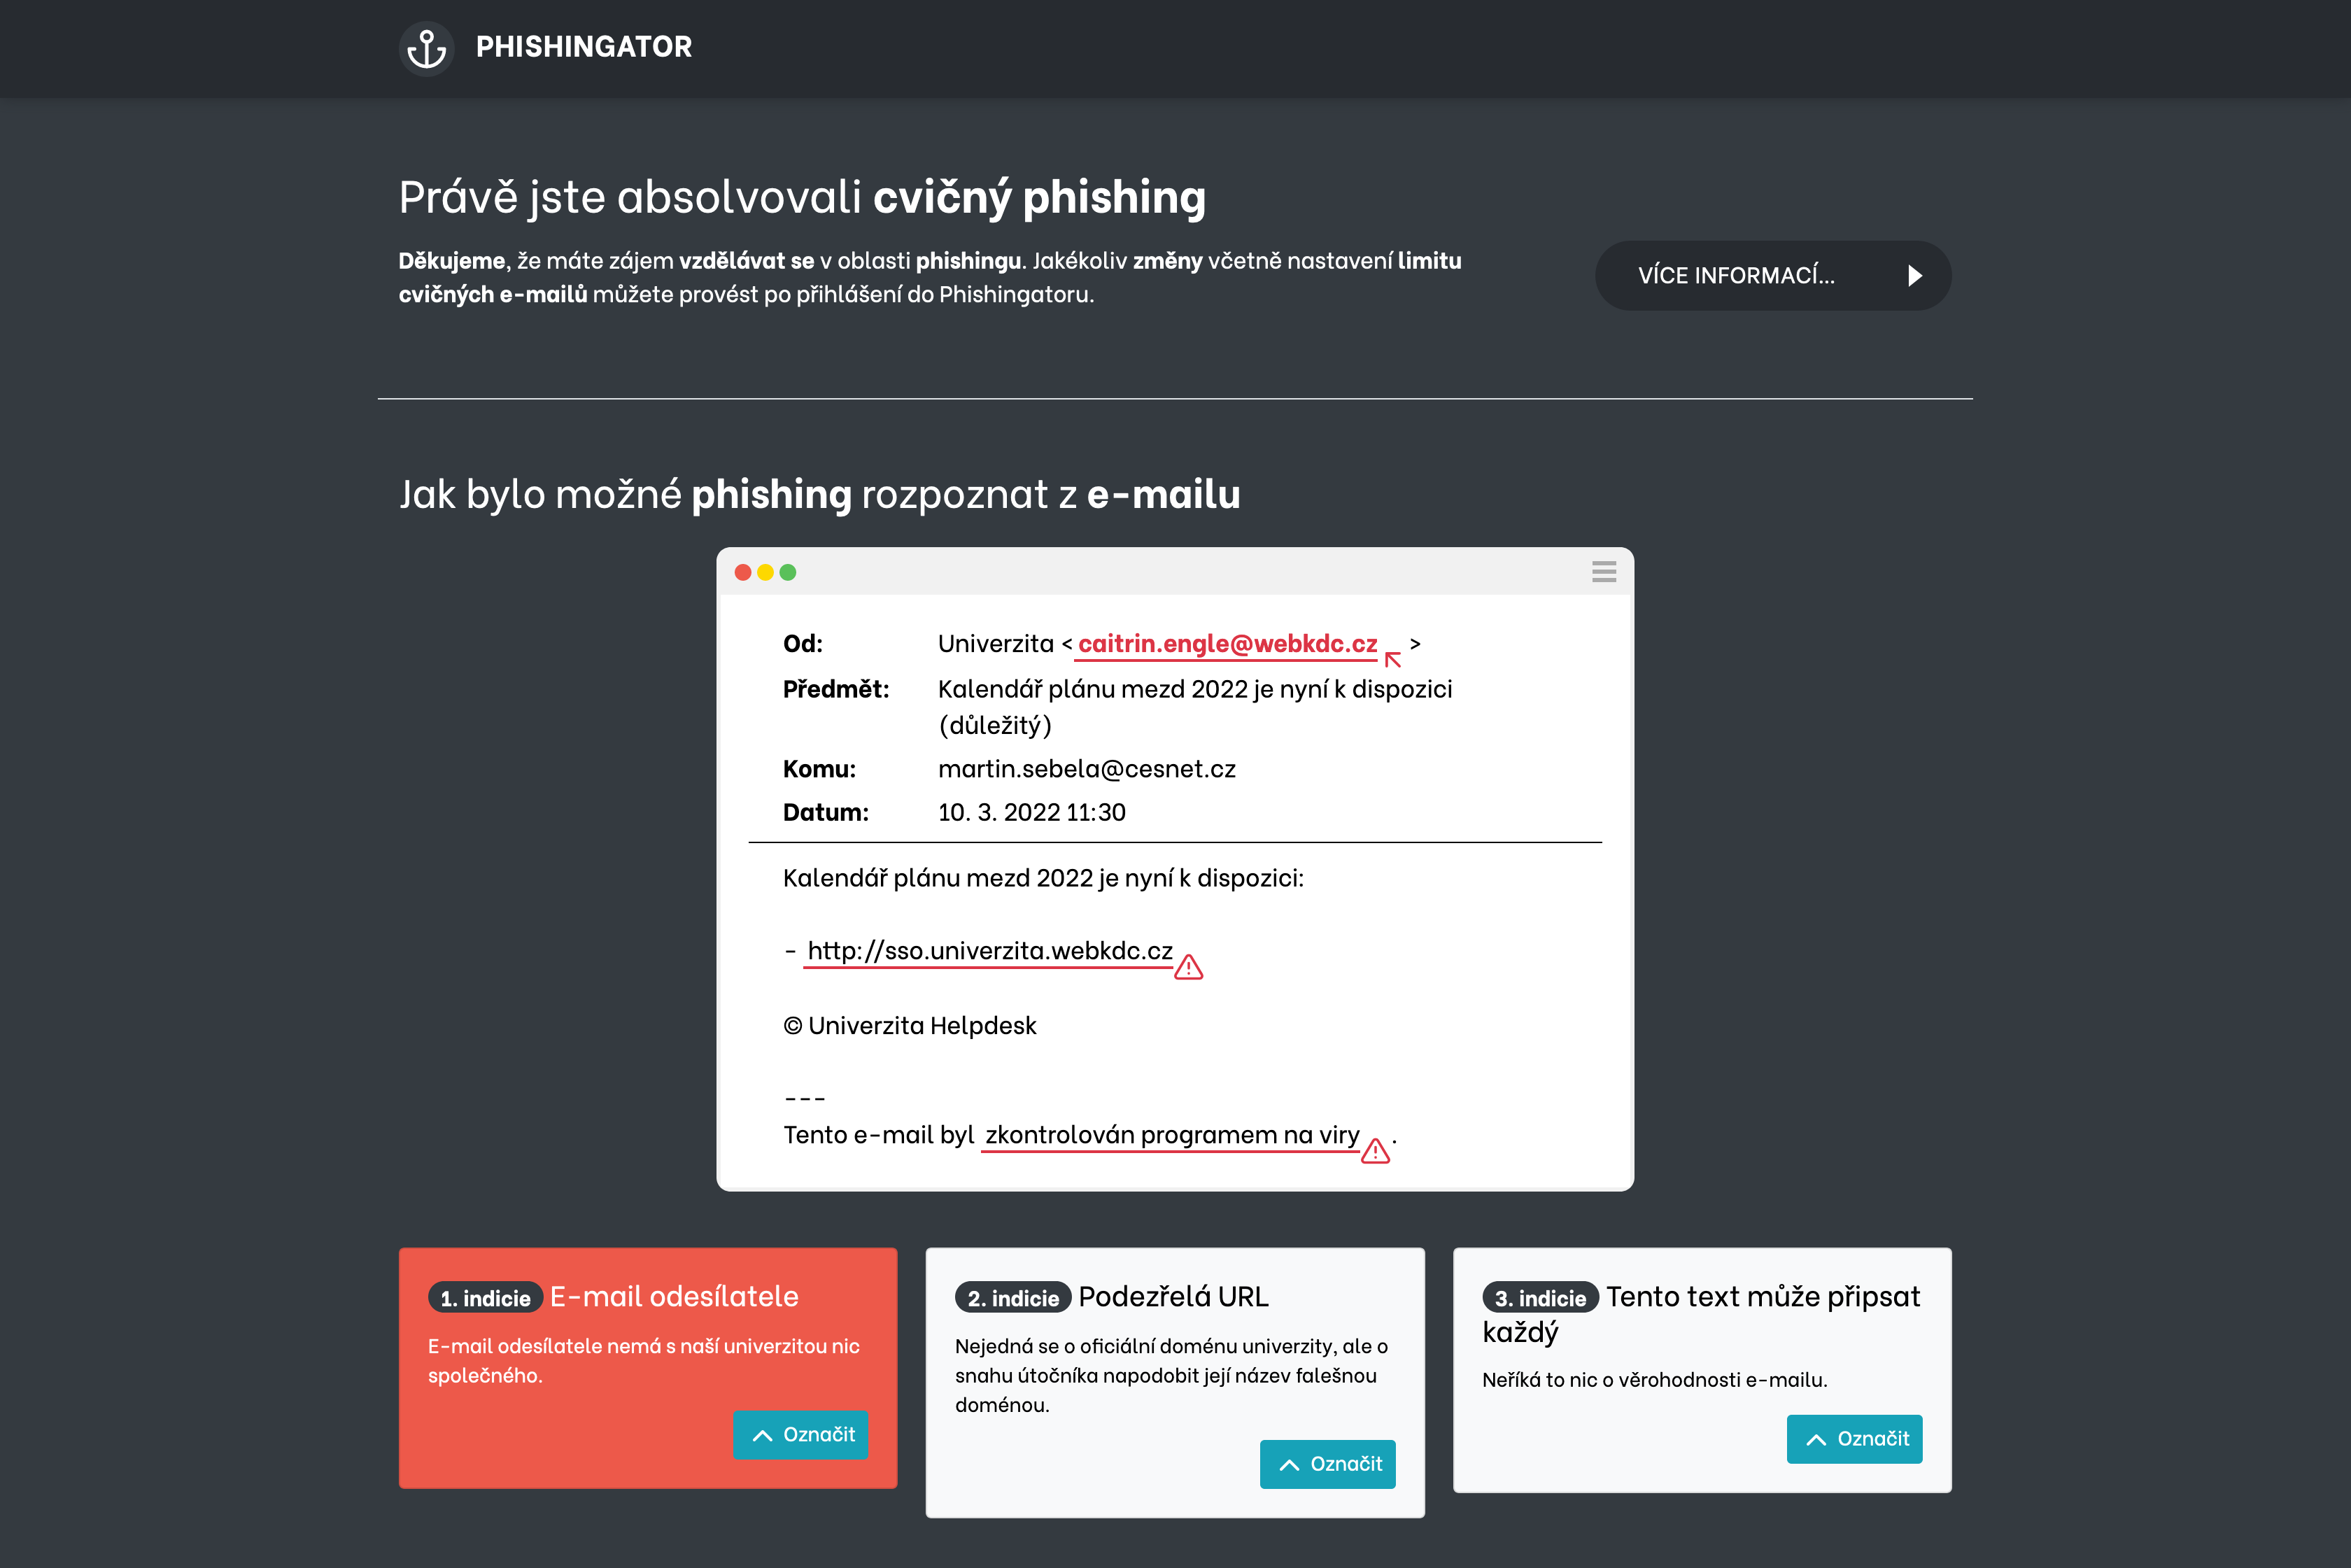 PHISHINGATOR
Právě jste absolvovali cvičný phishing
Děkujeme, že máte zájem vzdělávat se v oblasti phishingu. Jakékoliv změny včetně nastavení limitu
cvičných e-mailů můžete provést po přihlášení do Phishingatoru.
VÍCE INFORMACÍ...
Jak bylo možné phishing rozpoznat z e-mailu
Od: Univerzita < caitrin.engle@webkdc.cz >
Předmět: Kalendář plánu mezd 2022 je nyní k dispozici
(důležitý)
Komu: martin.sebela@cesnet.cz
Datum: 10. 3. 2022 11:30
Kalendář plánu mezd 2022 je nyní k dispozici:
- http://sso.univerzita.webkdc.cz
© Univerzita Helpdesk
---
Tento e-mail byl zkontrolován programem na viry .
1. indicie E-mail odesílatele
E-mail odesílatele nemá s naší univerzitou nic
společného.
Označit
2. indicie Podezřelá URL
Nejedná se o oficiální doménu univerzity, ale o
snahu útočníka napodobit její název falešnou
doménou.
Označit
3. indicie Tento text může připsat
každý
Neříká to nic o věrohodnosti e-mailu.
Označit